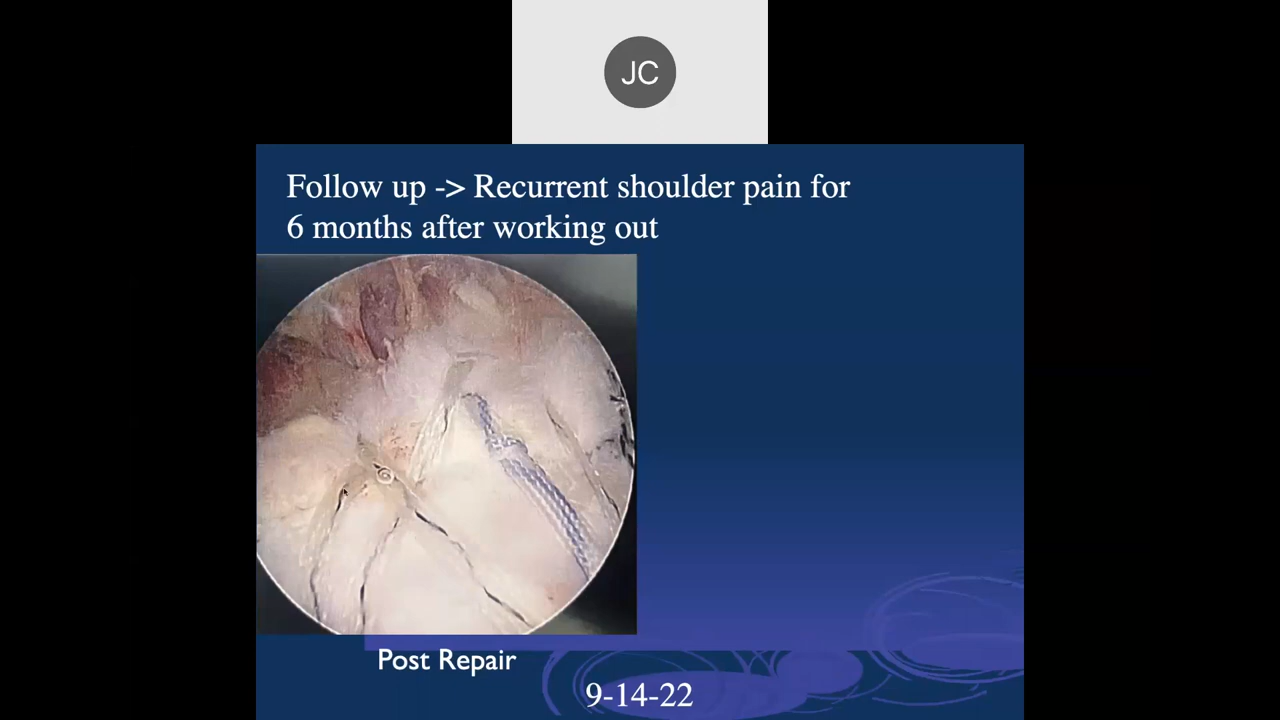 JC
Follow up -> Recurrent shoulder pain for
6 months after working out
Post Repair
9-14-22